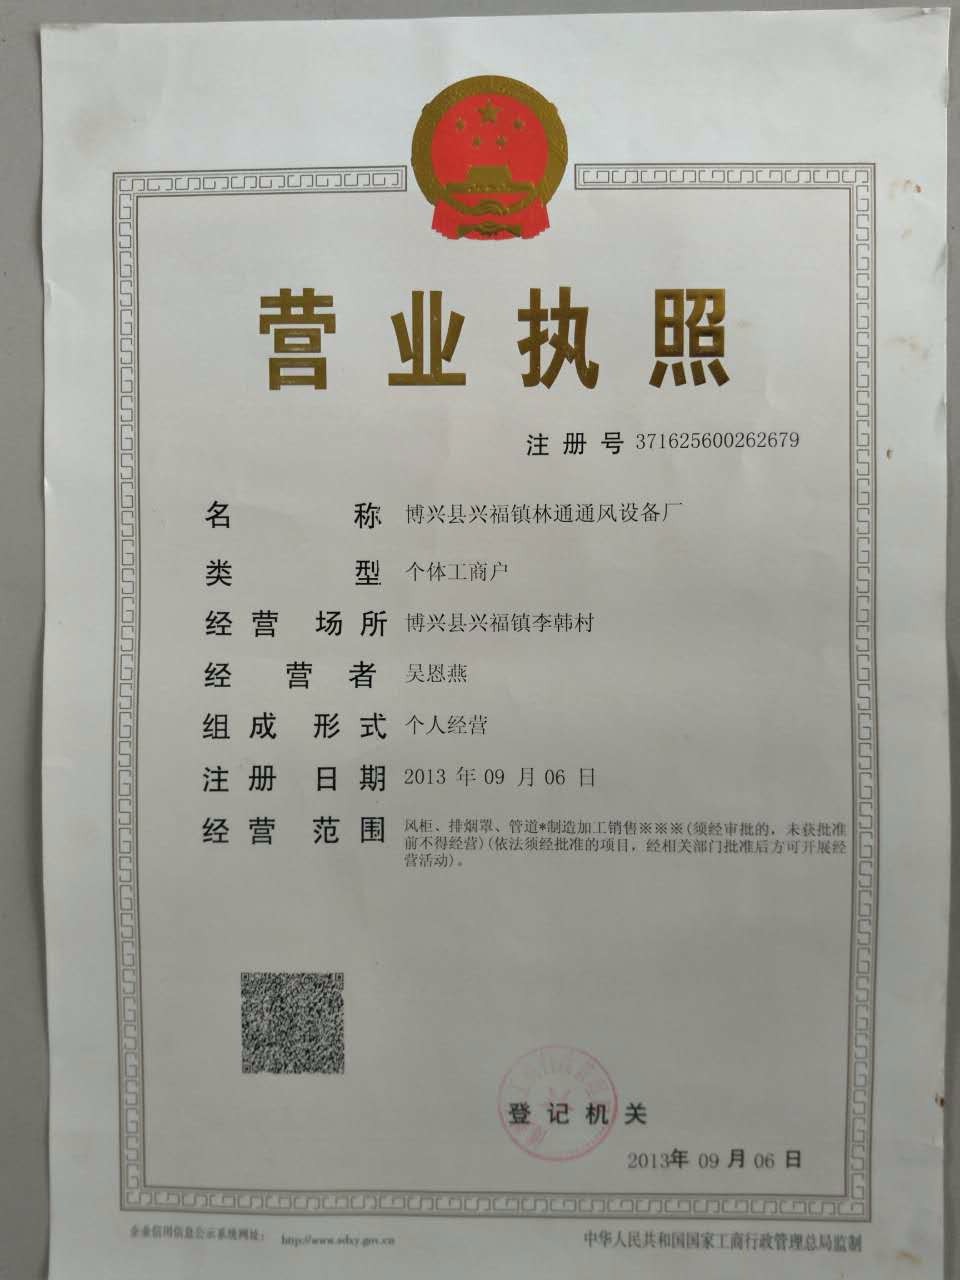 营业执照
注册号 371625600262679
名称 博兴县兴福镇林通通风设备厂
类型 个体工商户
经营场所 博兴县兴福镇李韩村
经营者 吴恩燕
组成形式 个人经营
注册日期 2013 年 09 月 06 日
经营范围 风柜、排烟罩、管道*制造加工销售※※※(须经审批的，未获批准
前不得经营)(依法须经批准的项目，经相关部门批准后方可开展经
营活动)。
登记机关
2013年 09 月 06 日
企业信用信息公示系统网址： http://www.sdxy.gov.cn
中华人民共和国国家工商行政管理总局监制